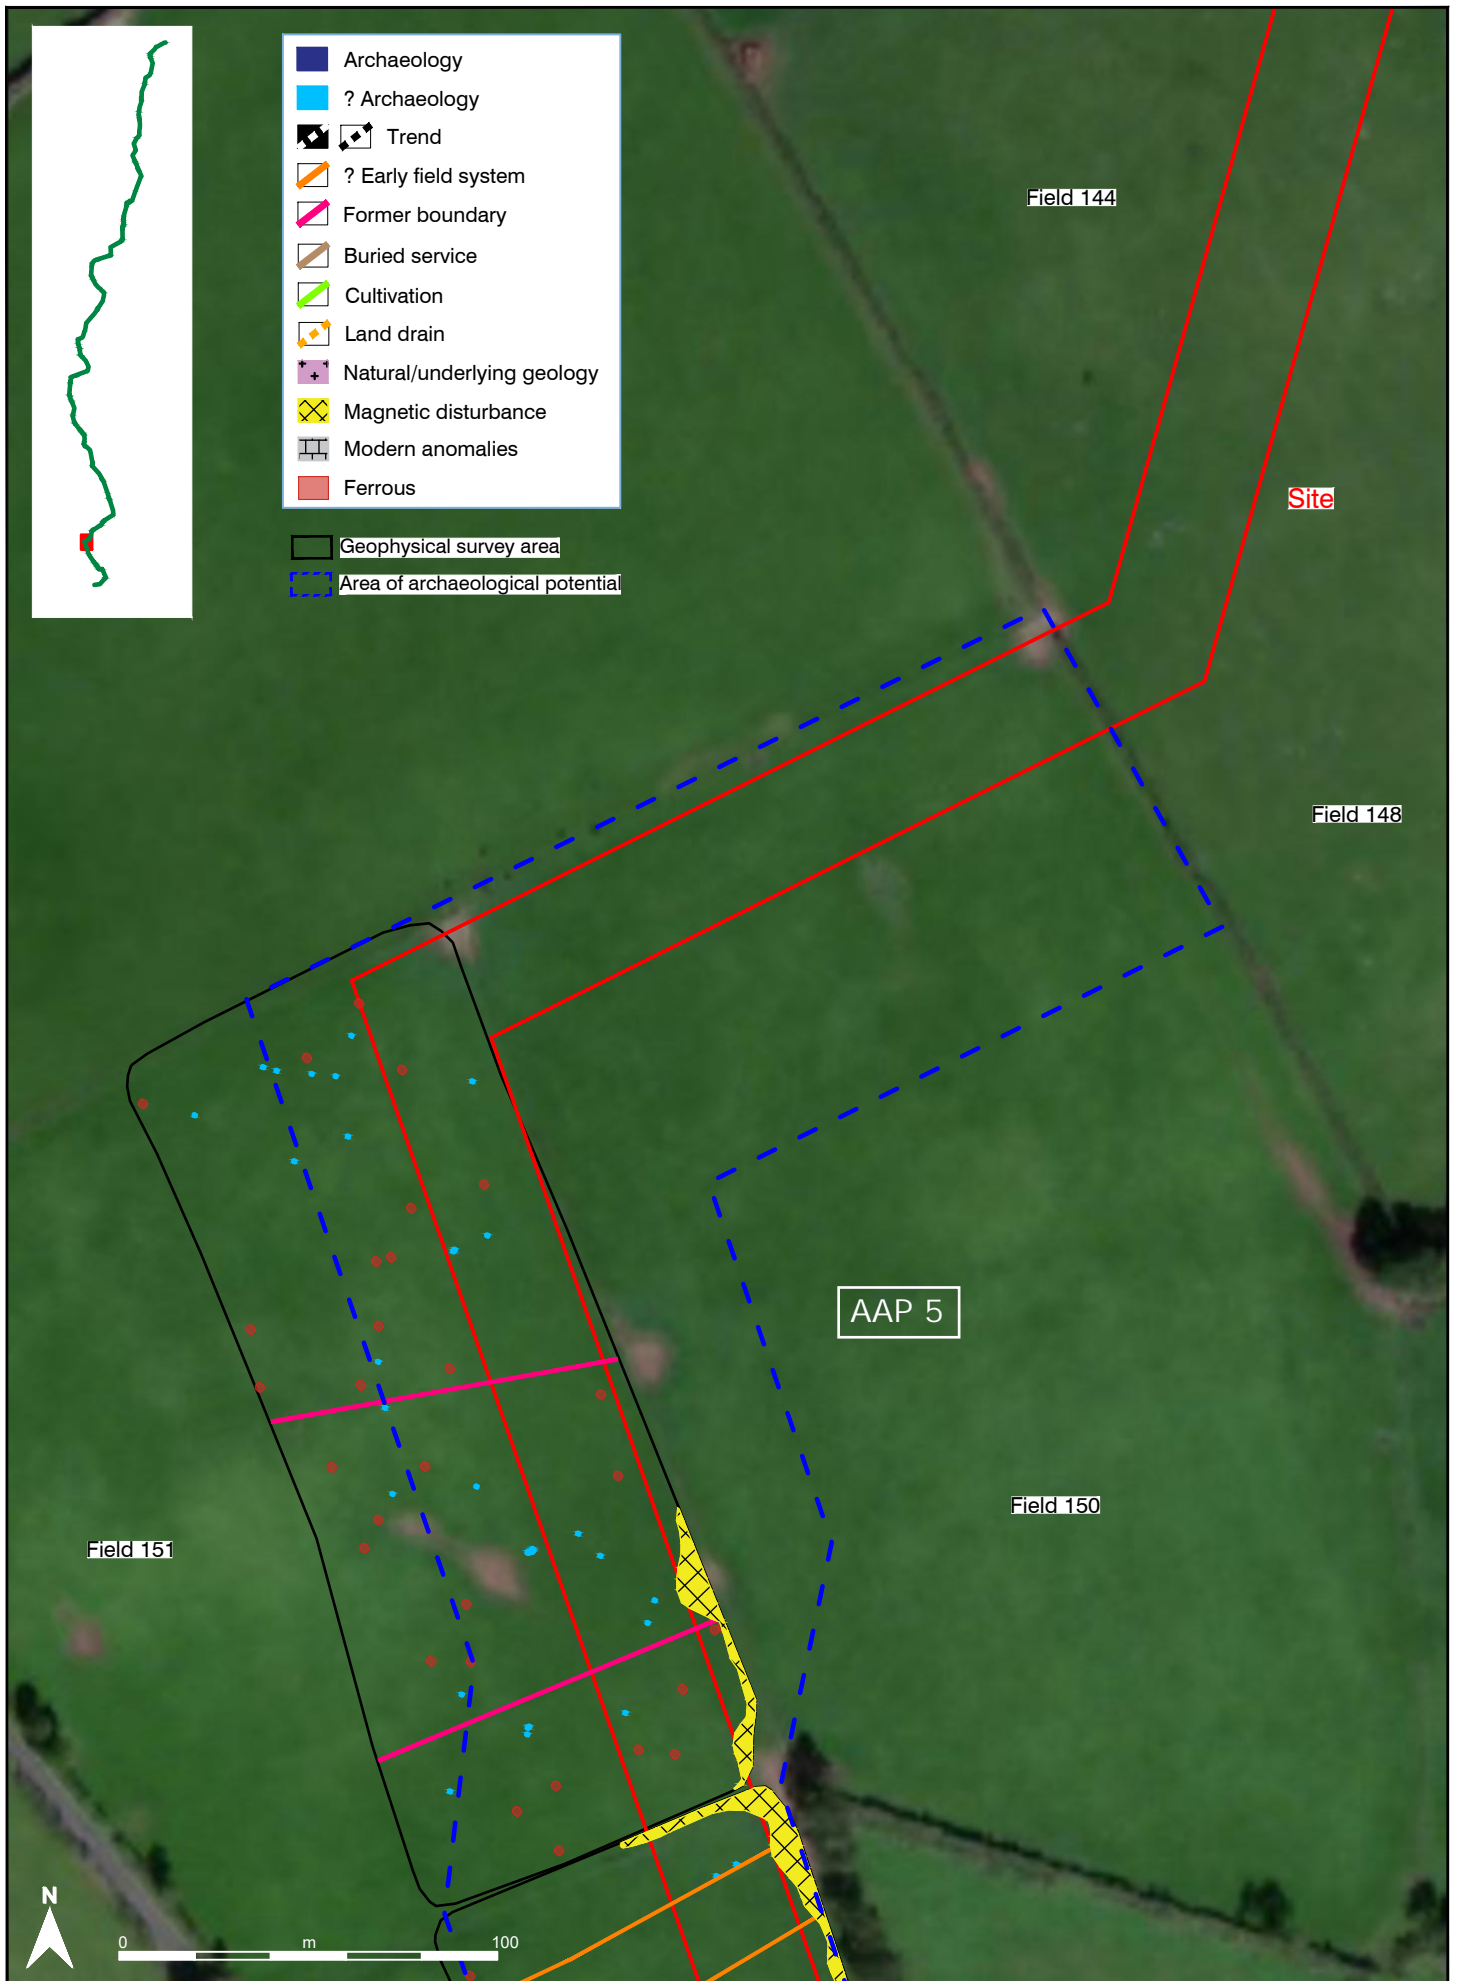 Archaeology
? Archaeology
Trend
? Early field system
Former boundary
Buried service
Cultivation
Land drain
Natural/underlying geology
Magnetic disturbance
Modern anomalies
Ferrous
Geophysical survey area
Area of archaeological potential
Field 144
Site
Field 148
AAP 5
Field 150
Field 151
N
0 m 100